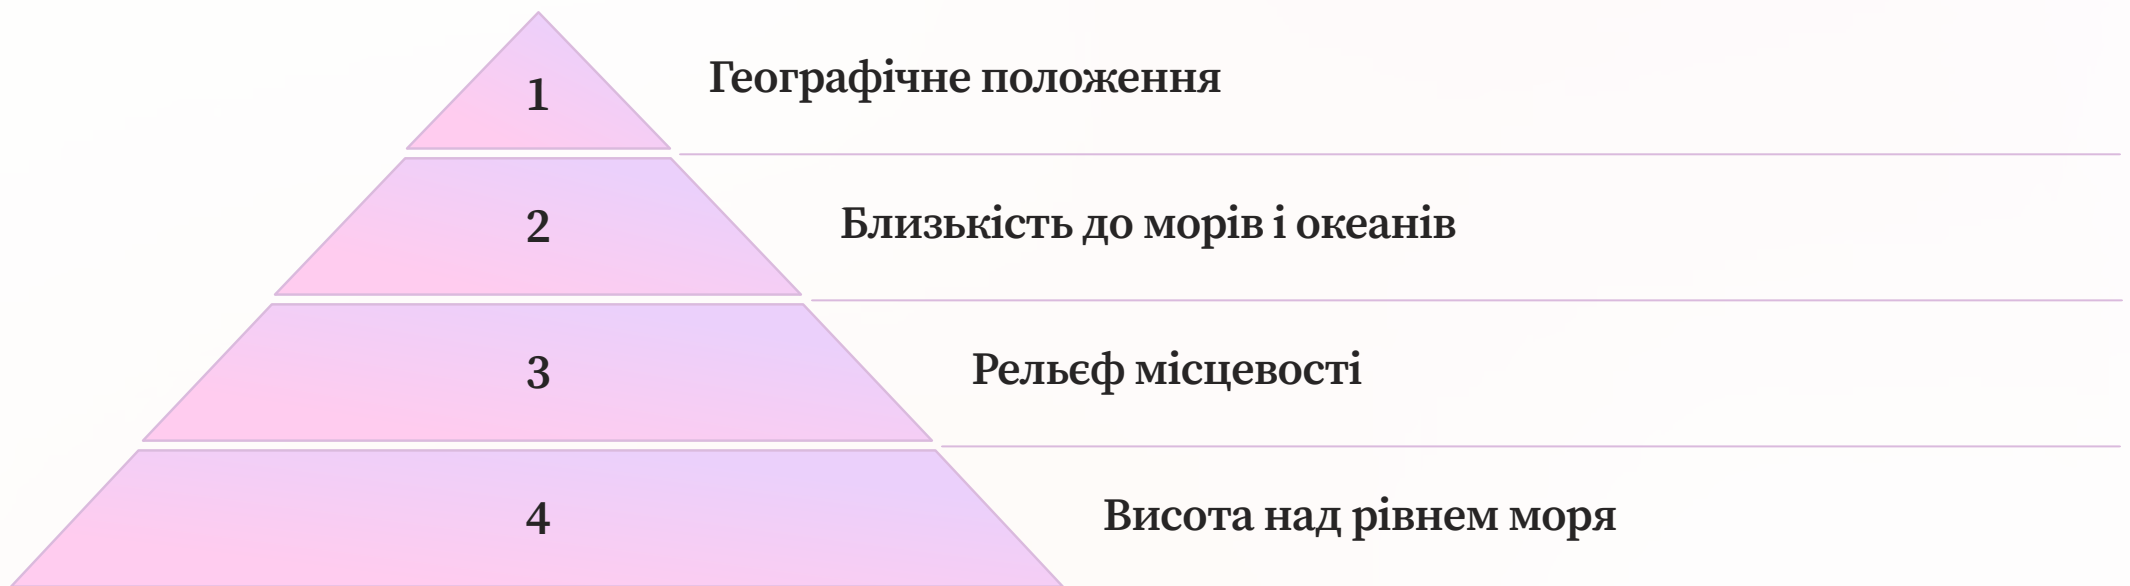 1
Географічне положення
2
Близькість до морів і океанів
3
Рельєф місцевості
4
Висота над рівнем моря